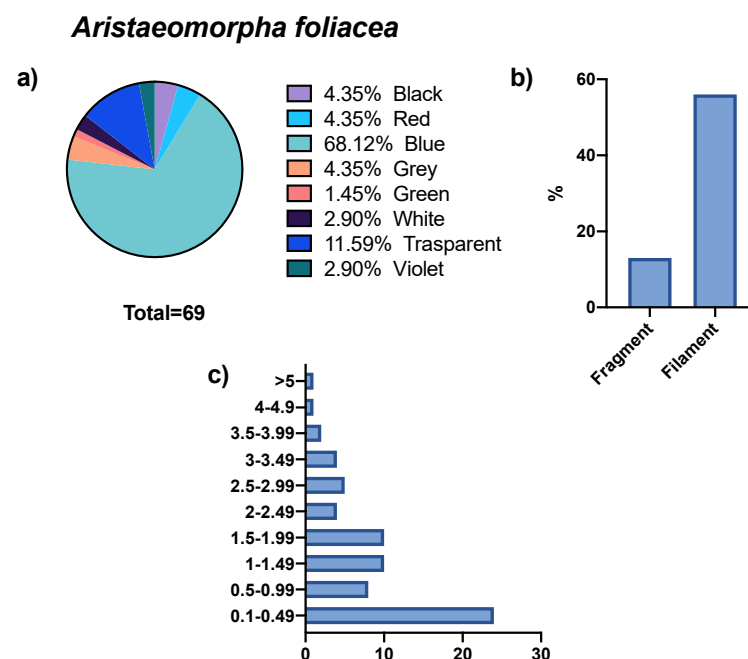 Aristaeomorpha foliacea
a)
4.35% Black
4.35% Red
68.12% Blue
4.35% Grey
1.45% Green
2.90% White
11.59% Trasparent
2.90% Violet
Total=69
b)
60
40
20
0
%
Fragment
Filament
c)
>5
4-4.9
3.5-3.99
3-3.49
2.5-2.99
2-2.49
1.5-1.99
1-1.49
0.5-0.99
0.1-0.49
0 10 20 30